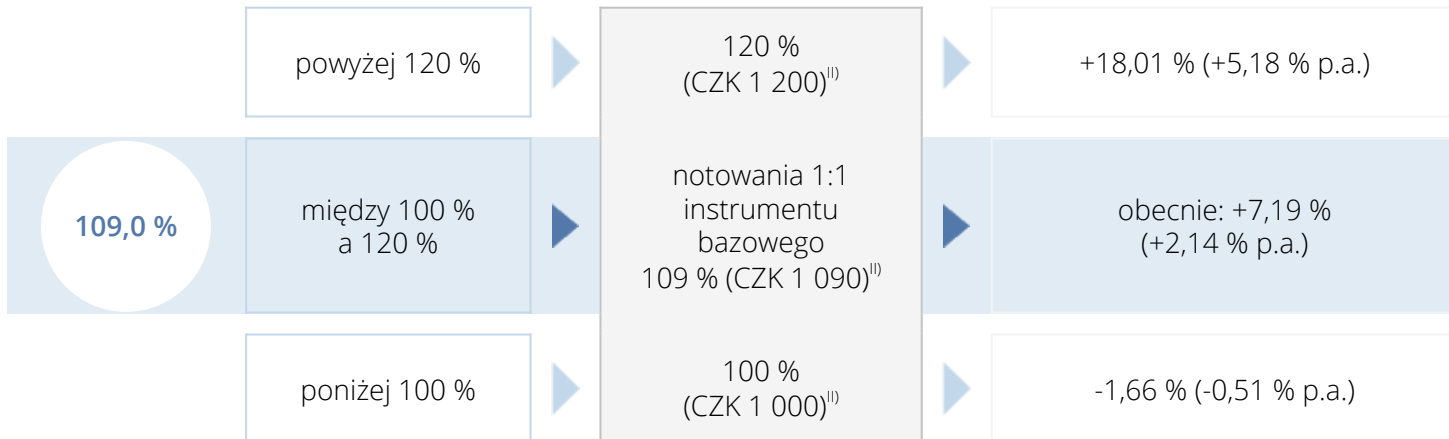 powyżej 120 %
120 %
(CZK 1 200)II)
+18,01 % (+5,18 % p.a.)
109,0 %
między 100 %
a 120 %
notowania 1:1
instrumentu
bazowego
109 % (CZK 1 090)II)
obecnie: +7,19 %
(+2,14 % p.a.)
poniżej 100 %
100 %
(CZK 1 000)II)
-1,66 % (-0,51 % p.a.)